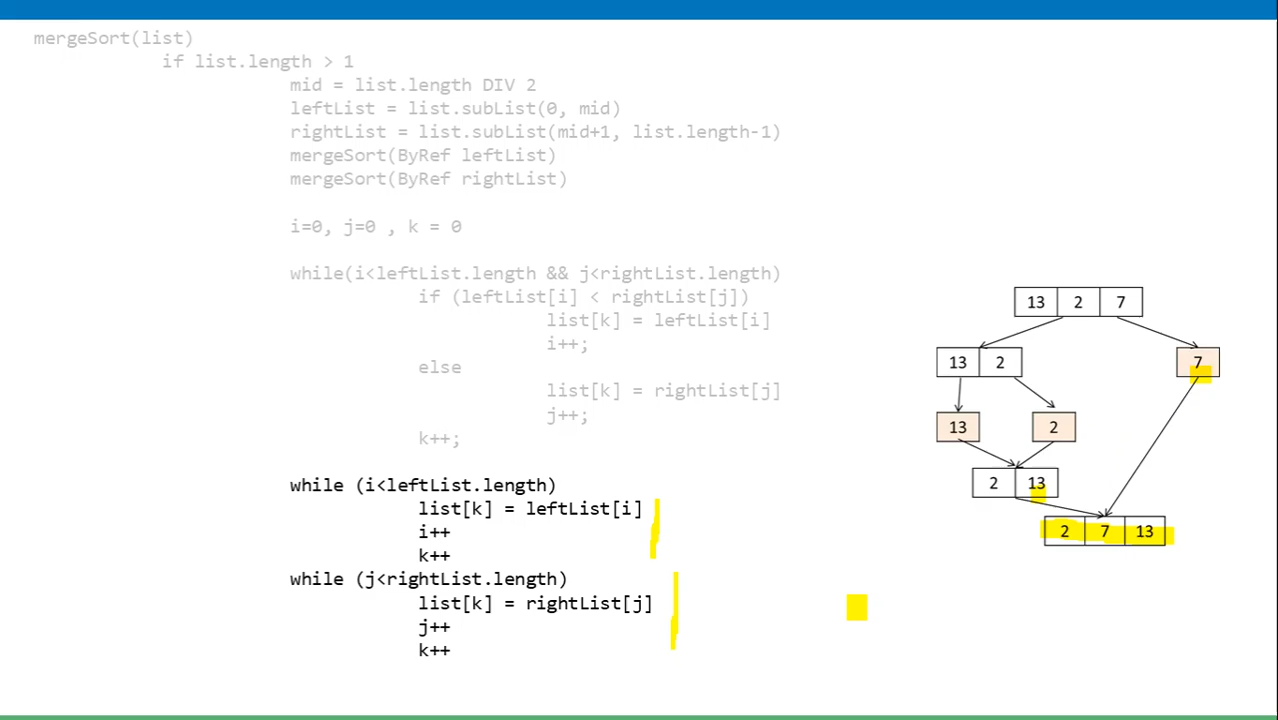 mergeSort(list)
if list.length > 1
mid = list.length DIV 2
leftList = list.subList(0, mid)
rightList = list.subList(mid+1, list.length-1)
mergeSort(ByRef leftList)
mergeSort(ByRef rightList)
i=0, j=0 , k = 0
while(i<leftList.length && j<rightList.length)
if (leftList[i] < rightList[j])
list[k] = leftList[i]
i++;
else
list[k] = rightList[j]
j++;
k++;
while (i<leftList.length)
list[k] = leftList[i]
i++
k++
while (j<rightList.length)
list[k] = rightList[j]
j++
k++
13 2 7
13 2
7
13
2
2 13
2 7 13